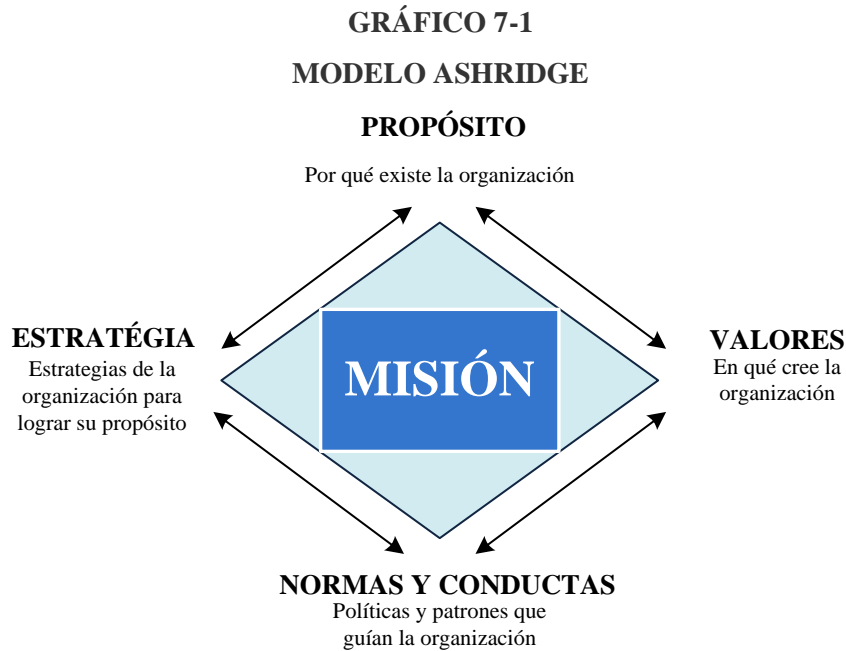 GRÁFICO 7-1
MODELO ASHRIDGE
PROPÓSITO
Por qué existe la organización
ESTRATÉGIA
Estrategias de la
organización para
lograr su propósito
MISIÓN
VALORES
En qué cree la
organización
NORMAS Y CONDUCTAS
Políticas y patrones que
guían la organización